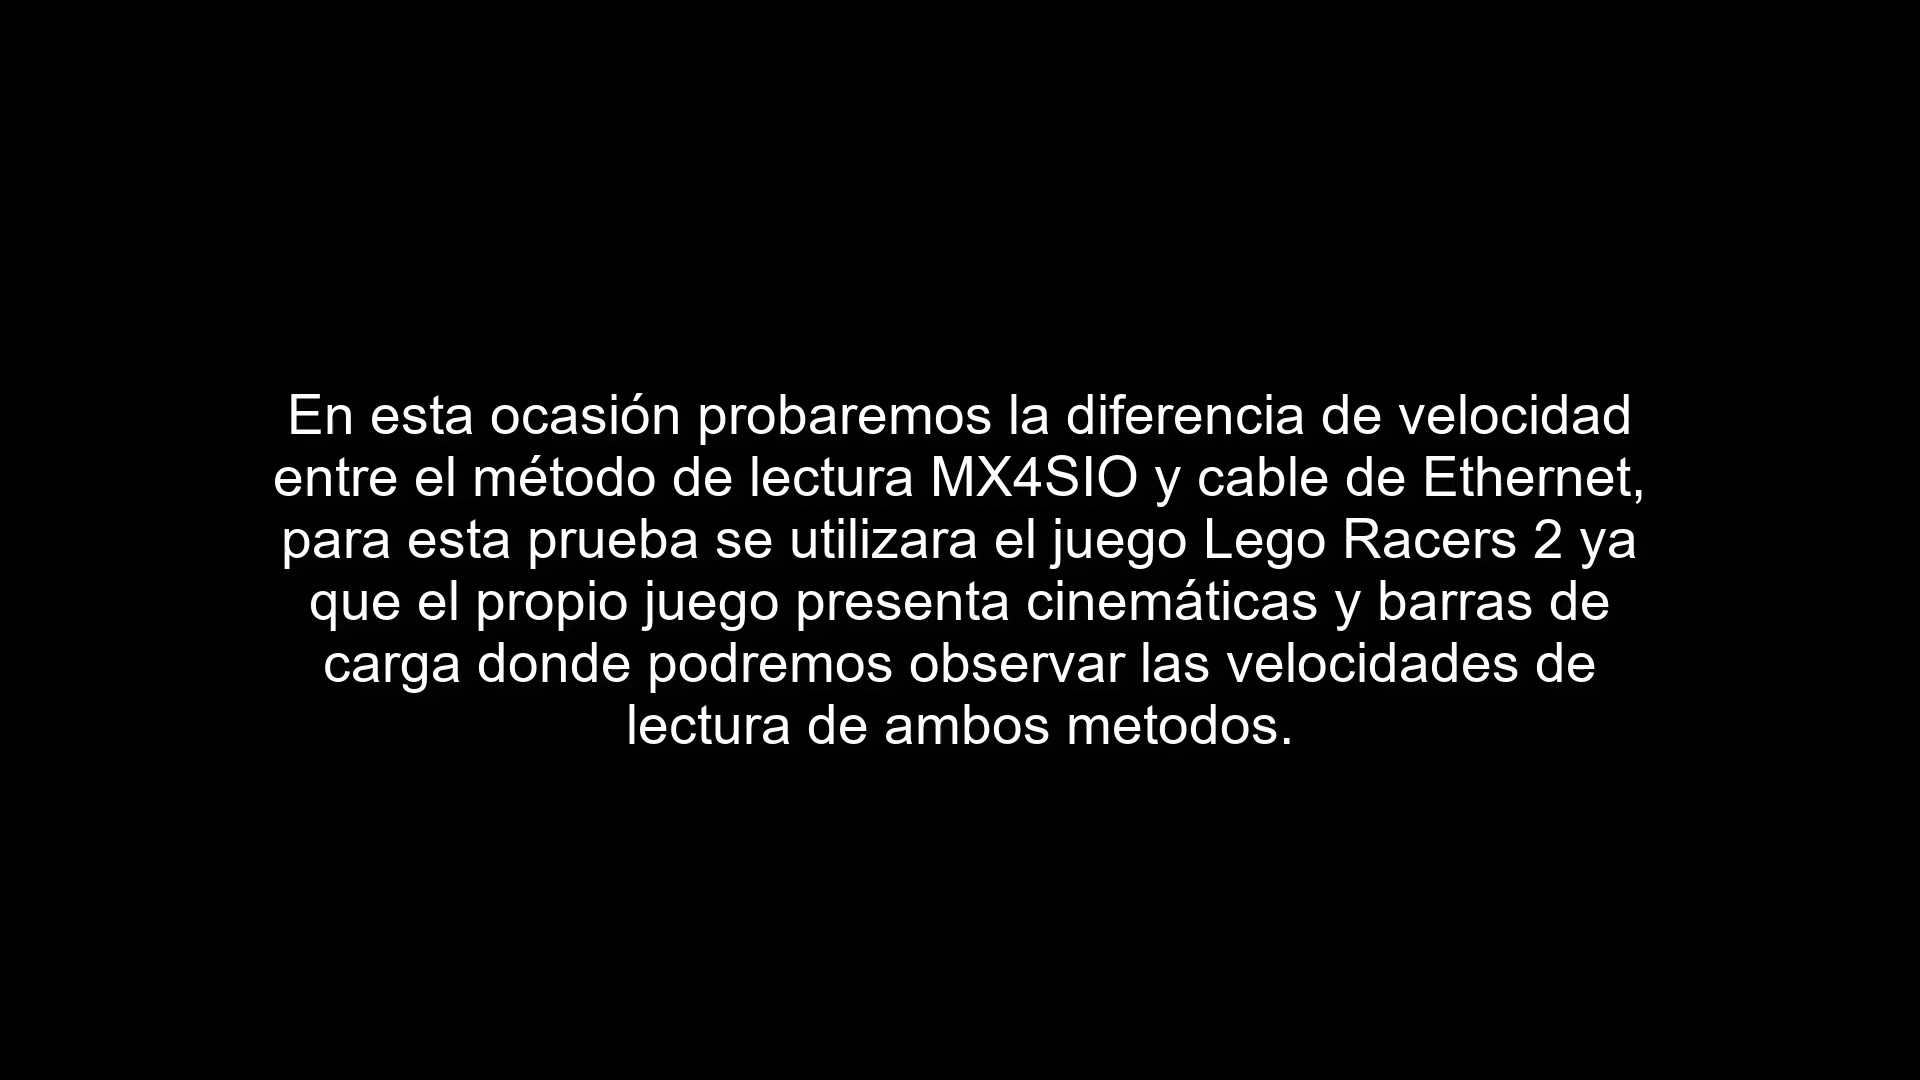 En esta ocasión probaremos la diferencia de velocidad
entre el método de lectura MX4SIO y cable de Ethernet,
para esta prueba se utilizara el juego Lego Racers 2 ya
que el propio juego presenta cinemáticas y barras de
carga donde podremos observar las velocidades de
lectura de ambos metodos.